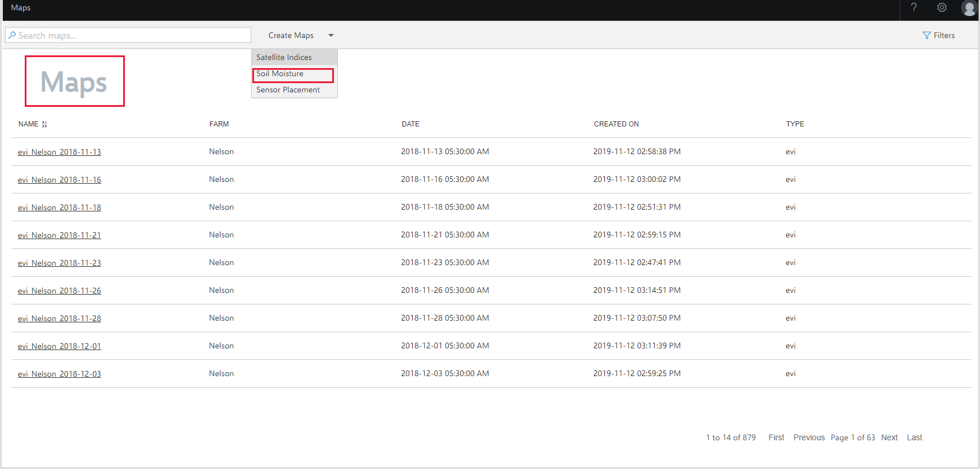 Maps
?
Search maps...
Create Maps
Filters
Satellite Indices
Soil Moisture
Sensor Placement
Maps
NAME FARM DATE CREATED ON TYPE
evi_Nelson_2018-11-13 Nelson 2018-11-13 05:30:00 AM 2019-11-12 02:58:38 PM evi
evi_Nelson_2018-11-16 Nelson 2018-11-16 05:30:00 AM 2019-11-12 03:00:02 PM evi
evi_Nelson_2018-11-18 Nelson 2018-11-18 05:30:00 AM 2019-11-12 02:51:31 PM evi
evi_Nelson_2018-11-21 Nelson 2018-11-21 05:30:00 AM 2019-11-12 02:59:15 PM evi
evi_Nelson_2018-11-23 Nelson 2018-11-23 05:30:00 AM 2019-11-12 02:47:41 PM evi
evi_Nelson_2018-11-26 Nelson 2018-11-26 05:30:00 AM 2019-11-12 03:14:51 PM evi
evi_Nelson_2018-11-28 Nelson 2018-11-28 05:30:00 AM 2019-11-12 03:07:50 PM evi
evi_Nelson_2018-12-01 Nelson 2018-12-01 05:30:00 AM 2019-11-12 03:11:39 PM evi
evi_Nelson_2018-12-03 Nelson 2018-12-03 05:30:00 AM 2019-11-12 02:59:25 PM evi
1 to 14 of 879 First Previous Page 1 of 63 Next Last